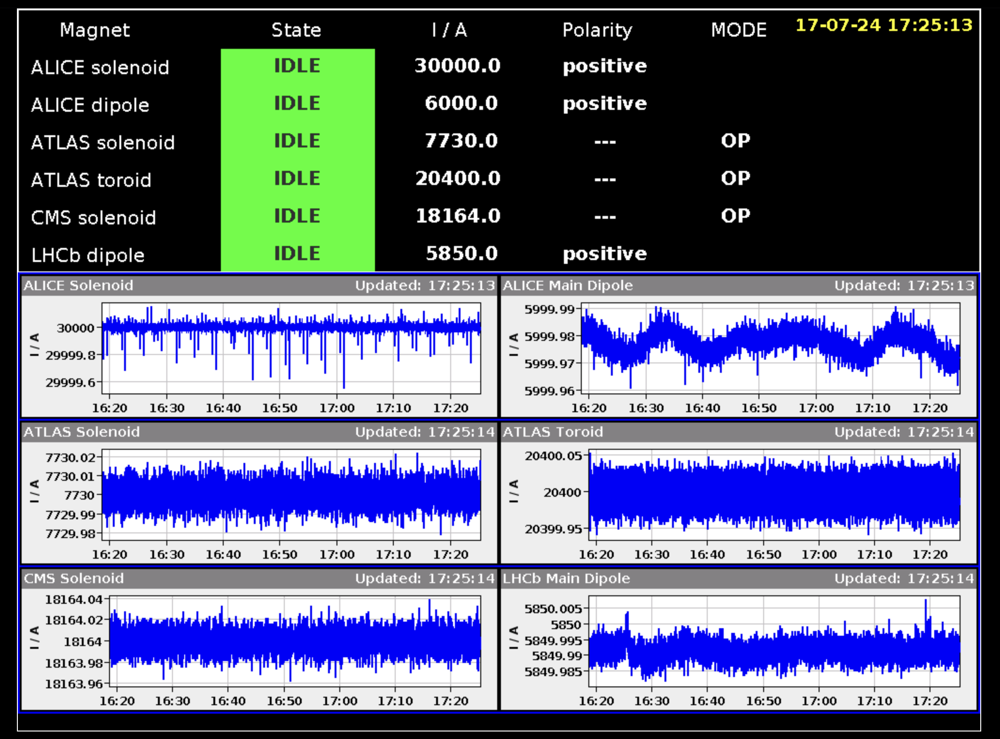 Magnet State I / A Polarity MODE 17-07-24 17:25:13
ALICE solenoid IDLE 30000.0 positive
ALICE dipole IDLE 6000.0 positive
ATLAS solenoid IDLE 7730.0 --- OP
ATLAS toroid IDLE 20400.0 --- OP
CMS solenoid IDLE 18164.0 --- OP
LHCb dipole IDLE 5850.0 positive
ALICE Solenoid Updated: 17:25:13
I / A
30000
29999.8
29999.6
16:20 16:30 16:40 16:50 17:00 17:10 17:20
ALICE Main Dipole Updated: 17:25:13
I / A
5999.99
5999.98
5999.97
5999.96
16:20 16:30 16:40 16:50 17:00 17:10 17:20
ATLAS Solenoid Updated: 17:25:14
I / A
7730.02
7730.01
7730
7729.99
7729.98
16:20 16:30 16:40 16:50 17:00 17:10 17:20
ATLAS Toroid Updated: 17:25:14
I / A
20400.05
20400
20399.95
16:20 16:30 16:40 16:50 17:00 17:10 17:20
CMS Solenoid Updated: 17:25:14
I / A
18164.04
18164.02
18164
18163.98
18163.96
16:20 16:30 16:40 16:50 17:00 17:10 17:20
LHCb Main Dipole Updated: 17:25:14
I / A
5850.005
5850
5849.995
5849.99
5849.985
16:20 16:30 16:40 16:50 17:00 17:10 17:20